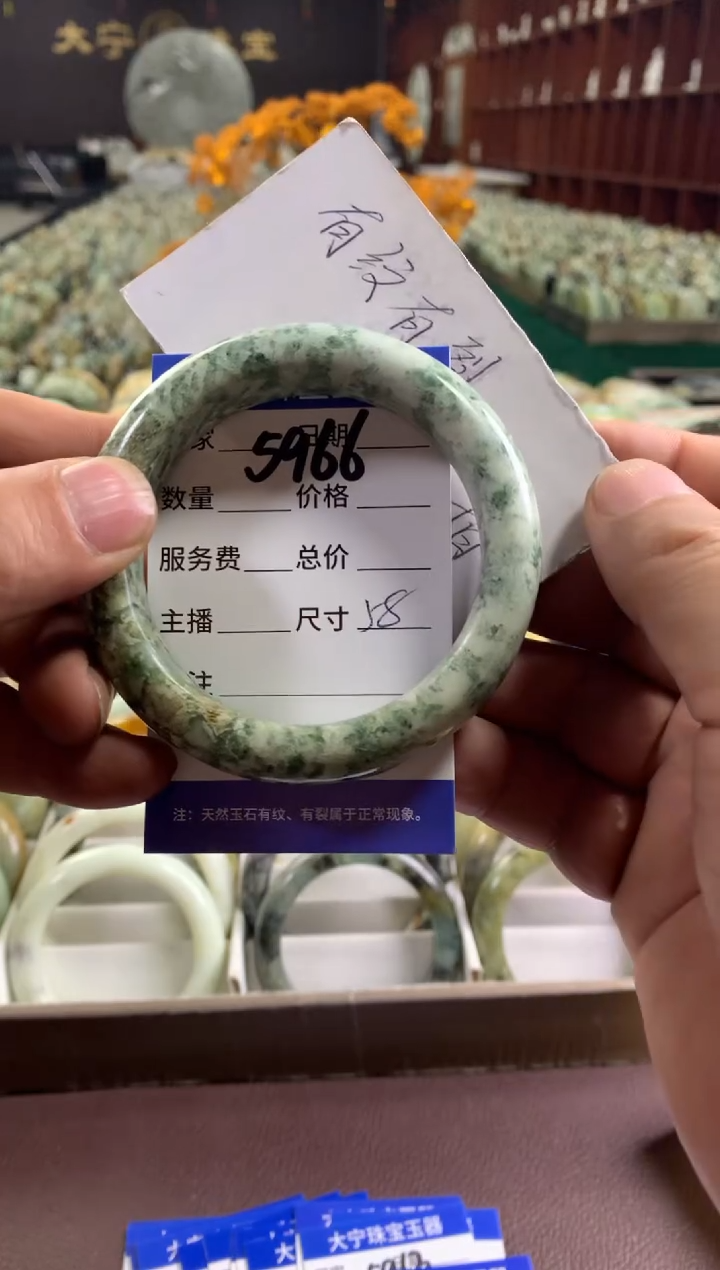 大宁 宝
有纹有裂
家 日期
5966
数量 价格
服务费 总价
主播 尺寸 58
注
注：天然玉石有纹、有裂属于正常现象。
大宁珠宝玉器